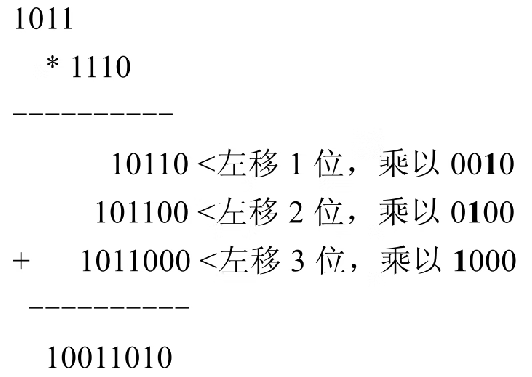 1011
* 1110
----------
10110 <左移 1 位，乘以 0010
101100 <左移 2 位，乘以 0100
+ 1011000 <左移 3 位，乘以 1000
----------
10011010